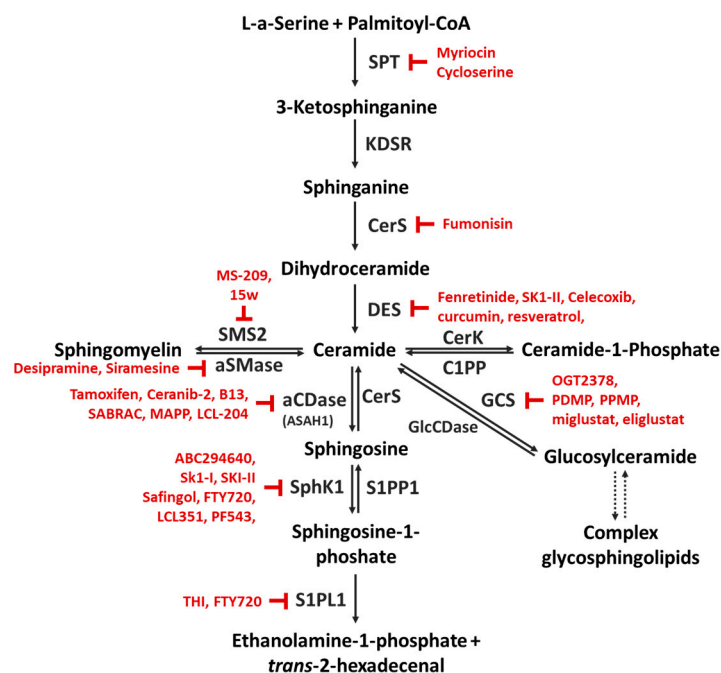 L-a-Serine + Palmitoyl-CoA
SPT
Myriocin
Cycloserine
3-Ketosphinganine
KDSR
Sphinganine
CerS
Fumonisin
Dihydroceramide
MS-209,
15w
DES
Fenretinide, SK1-II, Celecoxib,
curcumin, resveratrol,
SMS2
CerK
Sphingomyelin
Ceramide
Ceramide-1-Phosphate
aSMase
C1PP
Desipramine, Siramesine
Tamoxifen, Ceranib-2, B13,
SABRAC, MAPP, LCL-204
aCDase
(ASAH1)
CerS
GCS
OGT2378,
PDMP, PPMP,
miglustat, eliglustat
GlcCDase
Sphingosine
Glucosylceramide
ABC294640,
Sk1-I, SKI-II
Safingol, FTY720,
LCL351, PF543,
SphK1
S1PP1
Sphingosine-1-
phoshate
Complex
glycosphingolipids
THI, FTY720
S1PL1
Ethanolamine-1-phosphate +
trans-2-hexadecenal